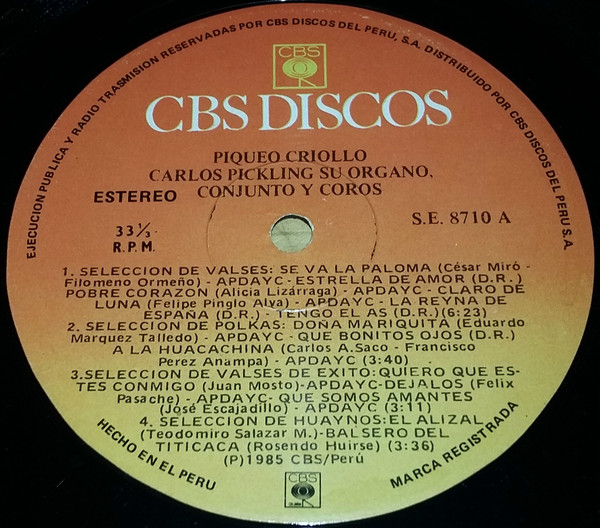 EJECUCION PUBLICA Y RADIO TRASMISION RESERVADAS POR CBS DISCOS DEL PERU, S.A. DISTRIBUIDO POR CBS DISCOS DEL PERU S.A.
CBS
CBS DISCOS
PIQUEO CRIOLLO
CARLOS PICKLING SU ORGANO,
ESTEREO CONJUNTO Y COROS
33⅓
R.P.M.
S.E. 8710 A
1. SELECCION DE VALSES: SE VA LA PALOMA (César Miró -
Filomeno Ormeño) - APDAYC - ESTRELLA DE AMOR (D.R.)
POBRE CORAZON (Alicia Lizárraga) - APDAYC - CLARO DE
LUNA (Felipe Pinglo Alva) - APDAYC - LA REYNA DE
ESPAÑA (D.R.) - TENGO EL AS (D.R.)(6:23)
2. SELECCION DE POLKAS: DOÑA MARIQUITA (Eduardo
Marquez Talledo) - APDAYC - QUE BONITOS OJOS (D.R.)
A LA HUACACHINA (Carlos A.Saco - Francisco
Perez Anampa) - APDAYC (3:40)
3.SELECCION DE VALSES DE EXITO:QUIERO QUE ES-
TES CONMIGO (Juan Mosto)-APDAYC-DEJALOS (Felix
Pasache) - APDAYC- QUE SOMOS AMANTES
(José Escajadillo) - APDAYC (3:11)
4. SELECCION DE HUAYNOS:EL ALIZAL
(Teodomiro Salazar M.)-BALSERO DEL
TITICACA (Rosendo Huirse) (3:36)
(P)1985 CBS/Perú
HECHO EN EL PERU
CBS
MARCA REGISTRADA